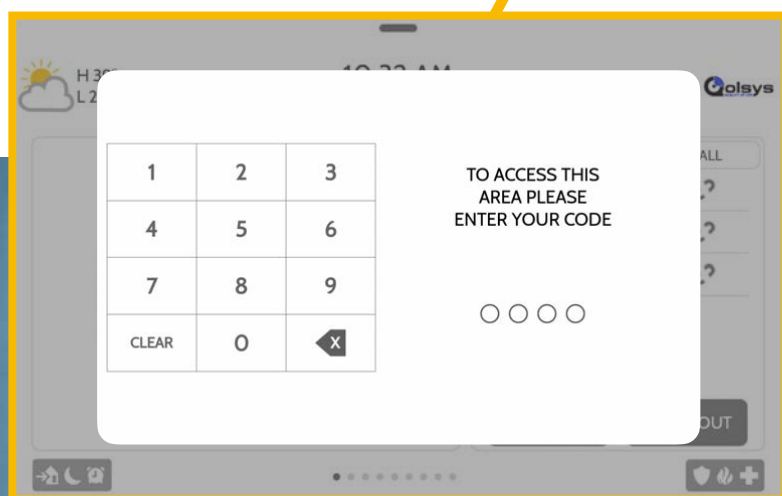 Qolsys
ALL
1 2 3
4 5 6
7 8 9
CLEAR 0 X
TO ACCESS THIS
AREA PLEASE
ENTER YOUR CODE
OUT